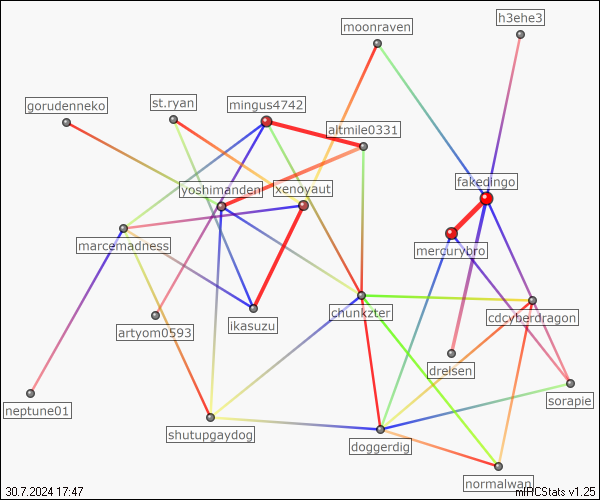 h3ehe3
moonraven
gorudenneko
st.ryan
mingus4742
altmile0331
fakedingo
yoshimanden
xenoyaut
marcemadness
mercurybro
chunkzter
cdcyberdragon
artyom0593
ikasuzu
drelsen
neptune01
sorapie
shutupgaydog
doggerdig
normalwan
30.7.2024 17:47
mIRCStats v1.25